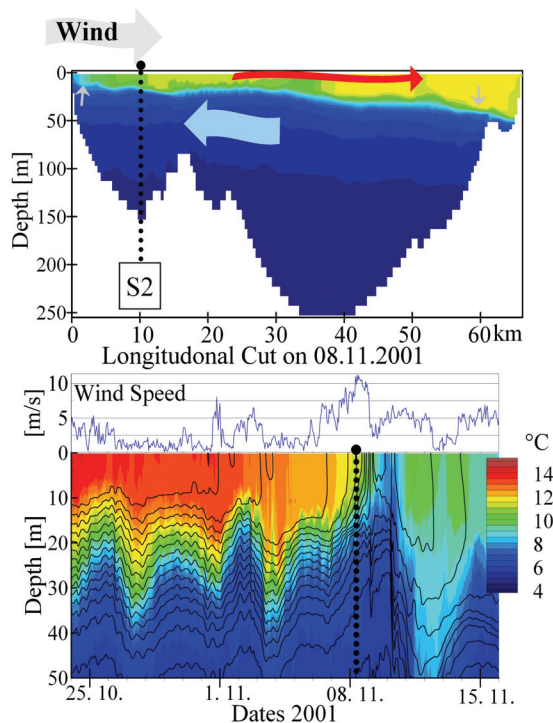 Wind
0
50
100
150
200
250
Depth [m]
S2
0 10 20 30 40 50 60 km
Longitudonal Cut on 08.11.2001
Wind Speed
10
5
0
[m/s]
°C
14
12
10
8
6
4
0
10
20
30
40
50
Depth [m]
25. 10. 1. 11. 08. 11. 15. 11.
Dates 2001